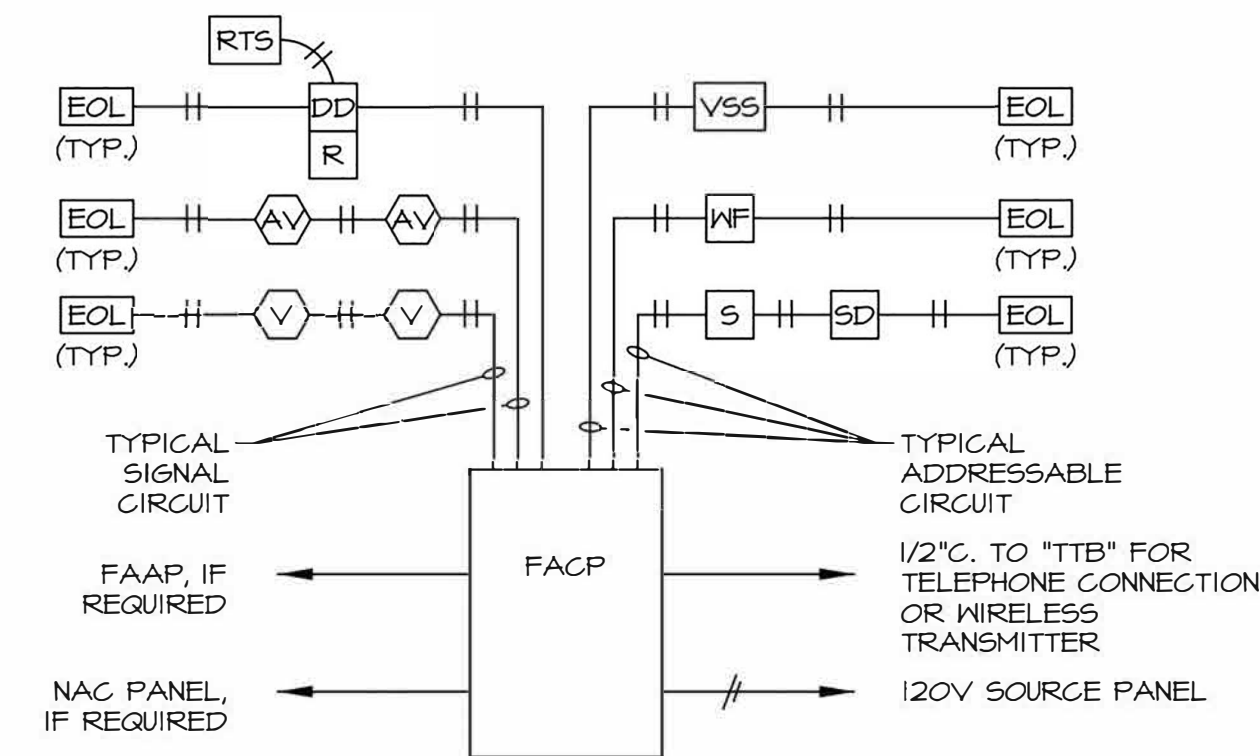 RTS
EOL
DD
VSS
EOL
(TYP.)
R
(TYP.)
EOL
AV
AV
WF
EOL
(TYP.)
(TYP.)
EOL
V
V
S
SD
EOL
(TYP.)
(TYP.)
TYPICAL
SIGNAL
CIRCUIT
TYPICAL
ADDRESSABLE
CIRCUIT
FACP
FAAP, IF
REQUIRED
1/2"C. TO "TTB" FOR
TELEPHONE CONNECTION
OR WIRELESS
TRANSMITTER
NAC PANEL,
IF REQUIRED
120V SOURCE PANEL